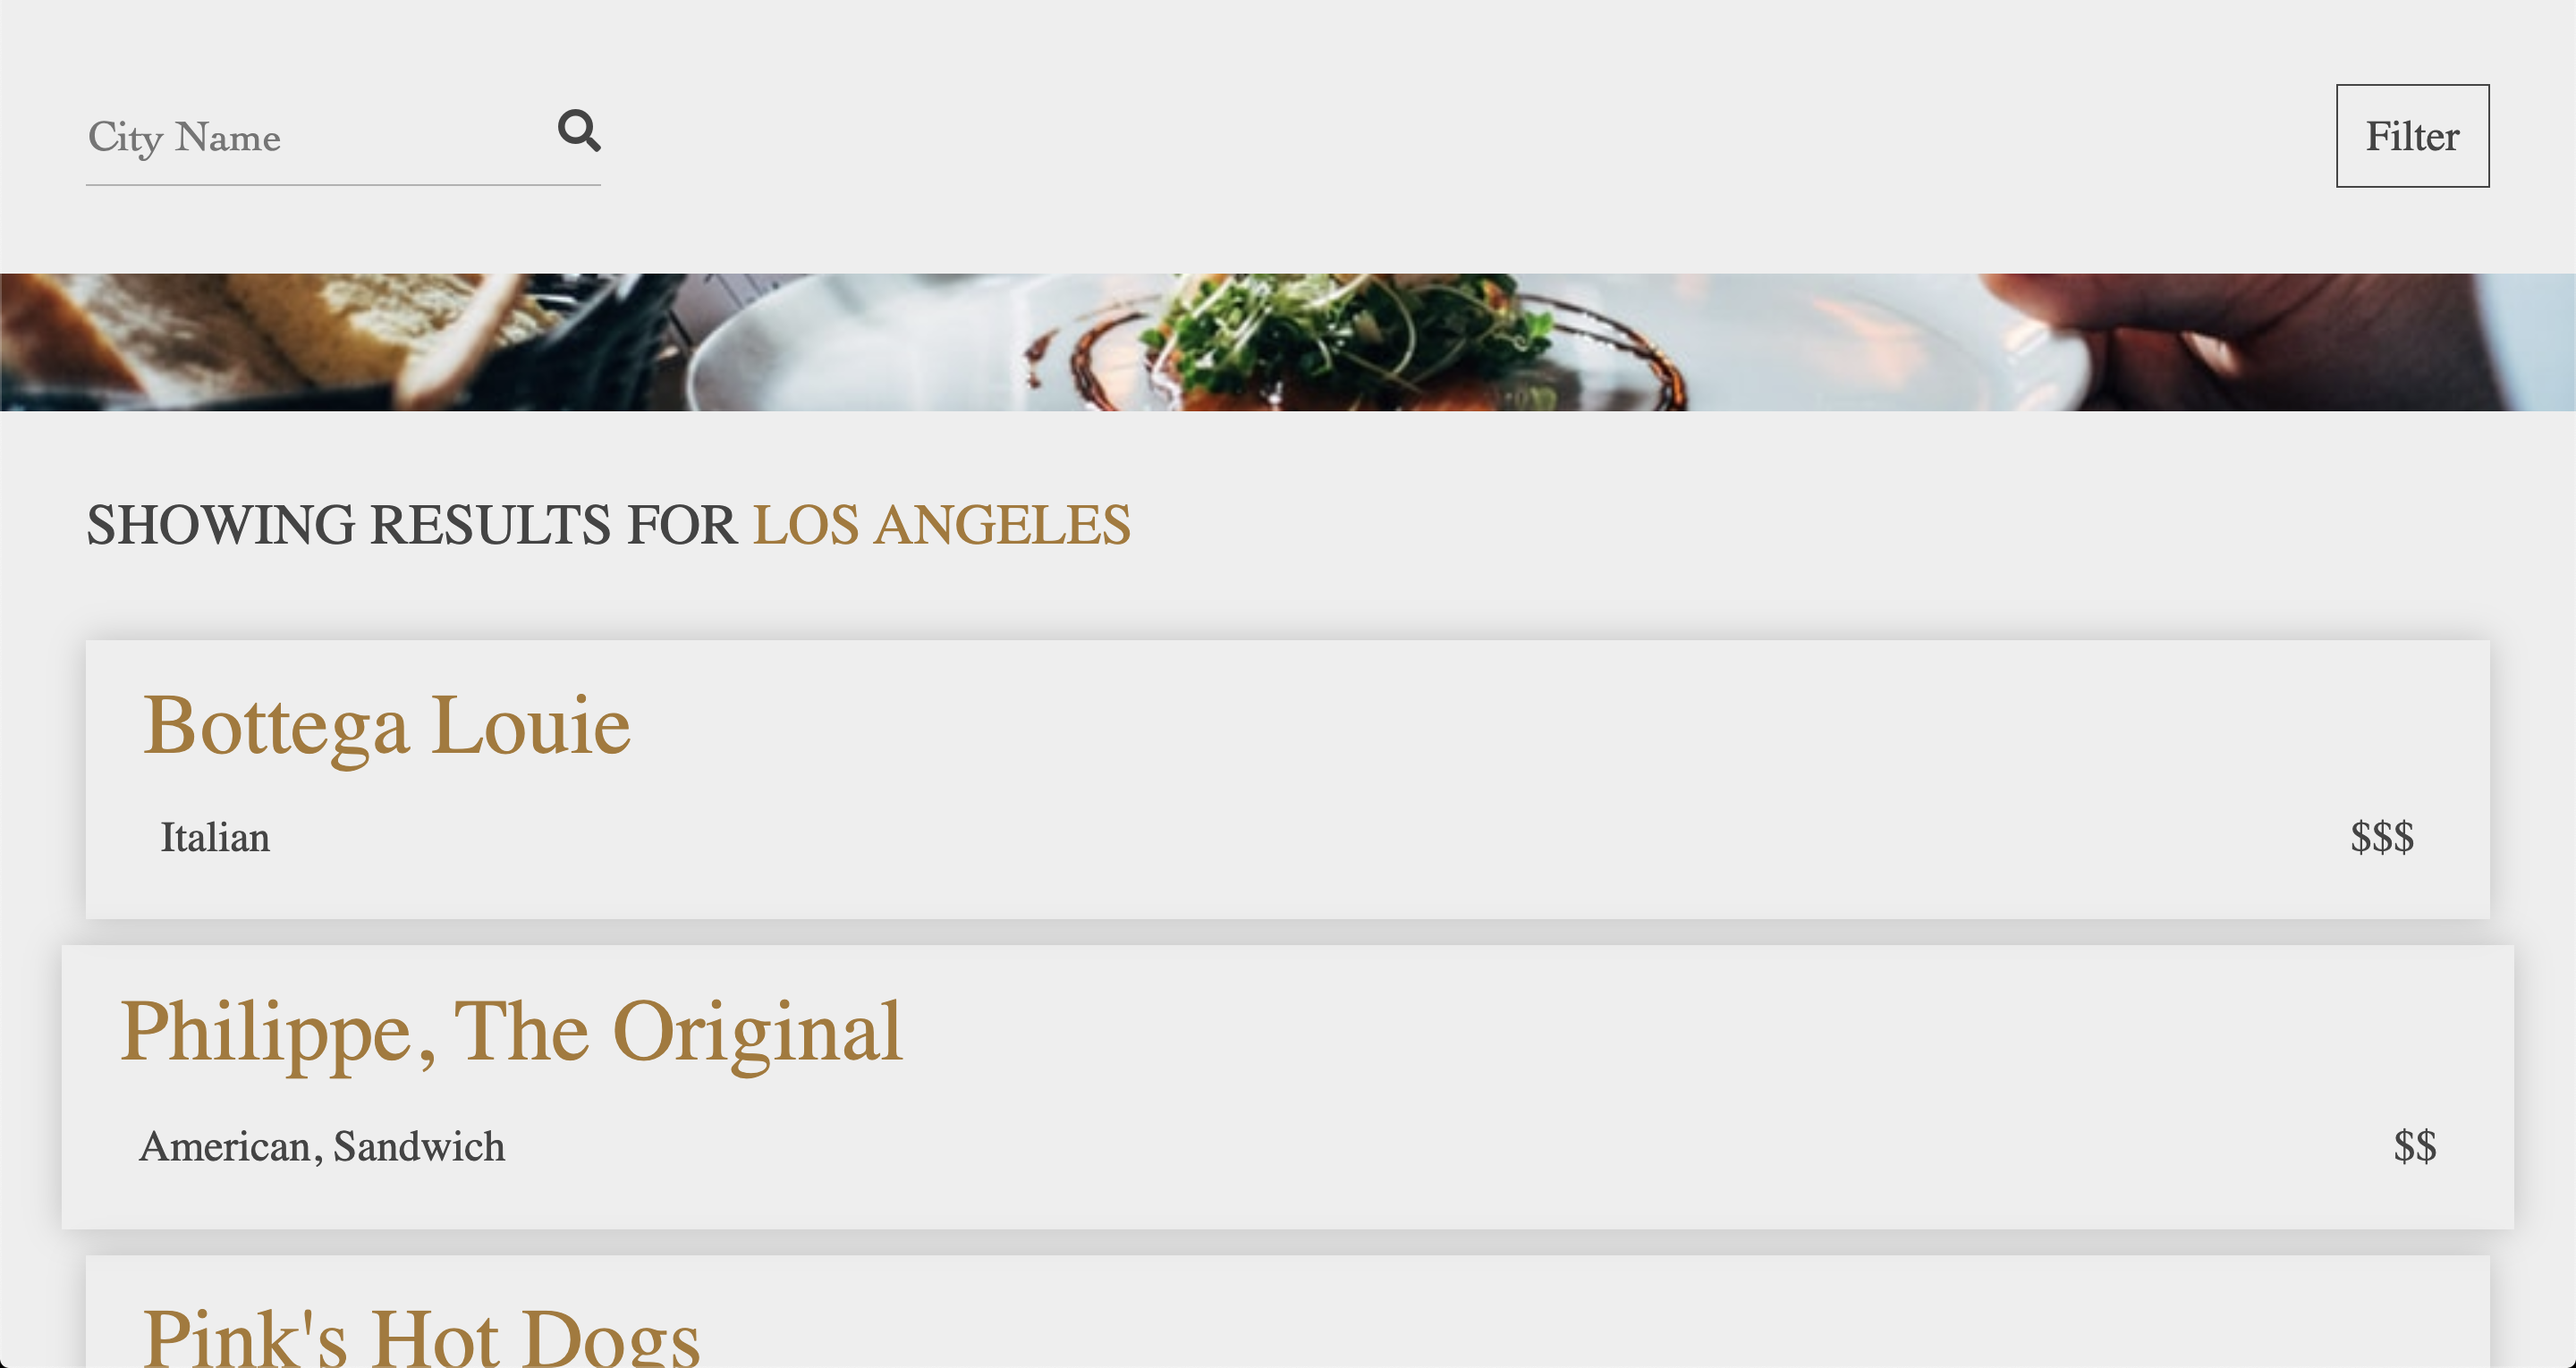 City Name
Filter
SHOWING RESULTS FOR LOS ANGELES
Bottega Louie
Italian
$$$
Philippe, The Original
American, Sandwich
$$
Pink's Hot Dogs